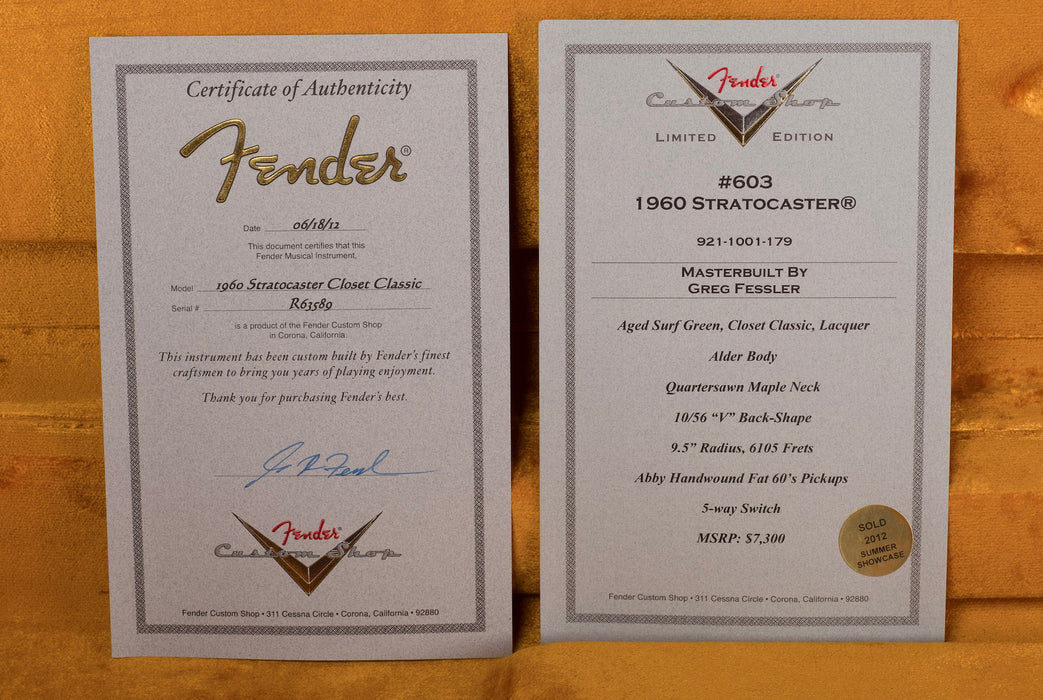 Certificate of Authenticity
Fender®
Date 06/18/12
This document certifies that this
Fender Musical Instrument,
Model 1960 Stratocaster Closet Classic
Serial # R63589
is a product of the Fender Custom Shop
in Corona, California.
This instrument has been custom built by Fender's finest
craftsmen to bring you years of playing enjoyment.
Thank you for purchasing Fender's best.
Fender®
Custom Shop
Fender Custom Shop • 311 Cessna Circle • Corona, California • 92880
Fender®
Custom Shop
LIMITED EDITION
#603
1960 STRATOCASTER®
921-1001-179
MASTERBUILT BY
GREG FESSLER
Aged Surf Green, Closet Classic, Lacquer
Alder Body
Quartersawn Maple Neck
10/56 "V" Back-Shape
9.5" Radius, 6105 Frets
Abby Handwound Fat 60's Pickups
5-way Switch
MSRP: $7,300
SOLD
2012
SUMMER
SHOWCASE
Fender Custom Shop • 311 Cessna Circle • Corona, California • 92880